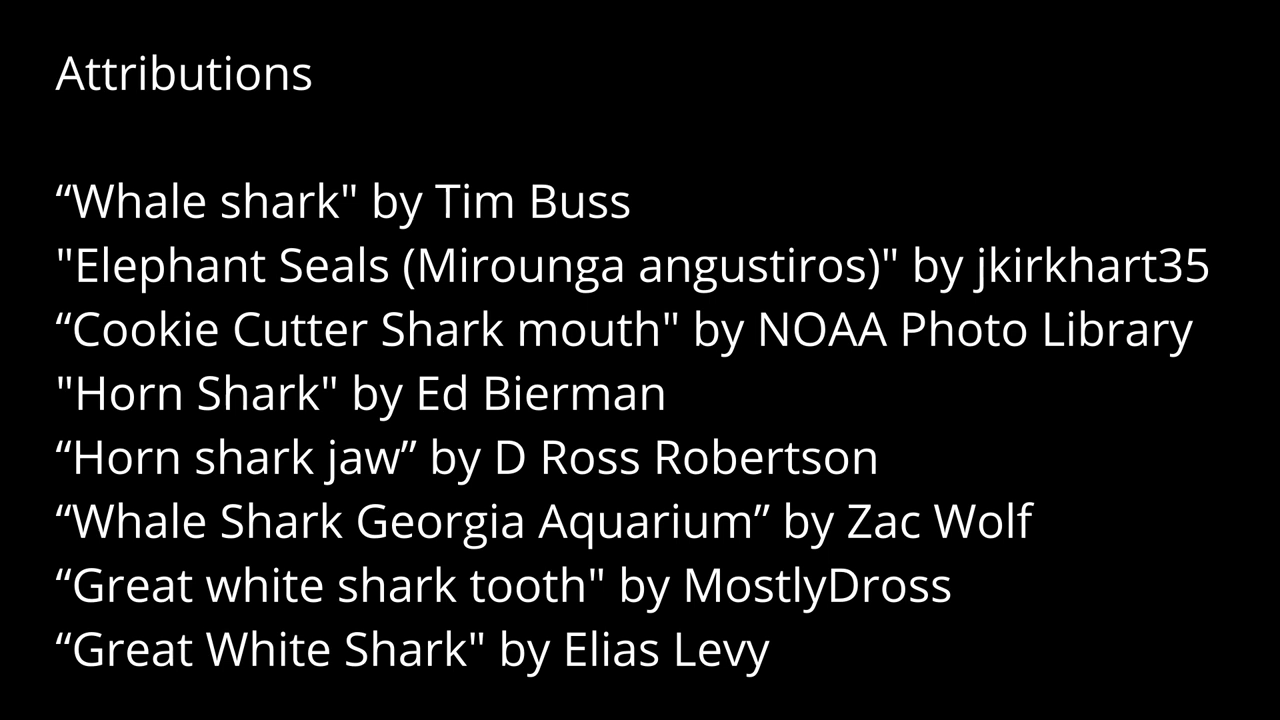 Attributions
“Whale shark" by Tim Buss
"Elephant Seals (Mirounga angustiros)" by jkirkhart35
“Cookie Cutter Shark mouth" by NOAA Photo Library
"Horn Shark" by Ed Bierman
“Horn shark jaw” by D Ross Robertson
“Whale Shark Georgia Aquarium” by Zac Wolf
“Great white shark tooth" by MostlyDross
“Great White Shark" by Elias Levy